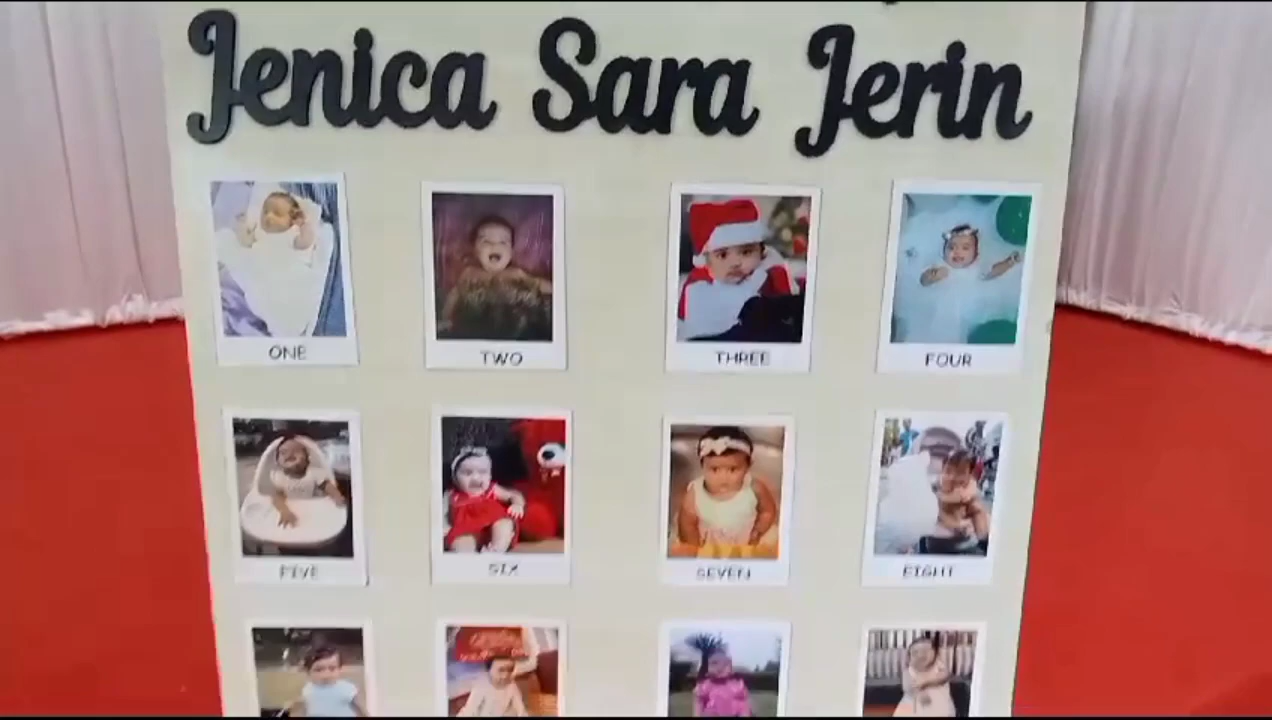 Jenica Sara Jerin
ONE
TWO
THREE
FOUR
FIVE
SIX
SEVEN
EIGHT